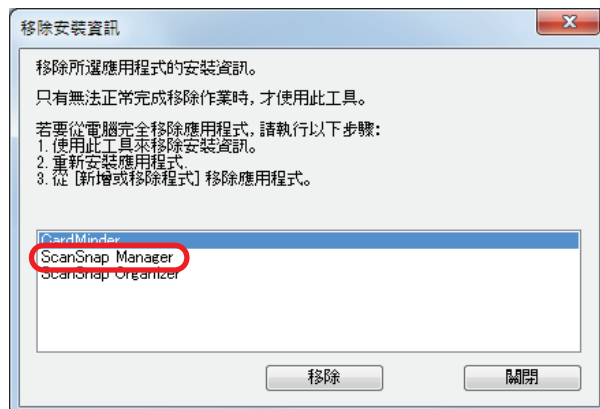 移除安裝資訊
移除所選應用程式的安裝資訊。
只有無法正常完成移除作業時，才使用此工具。
若要從電腦完全移除應用程式，請執行以下步驟：
1. 使用此工具來移除安裝資訊。
2. 重新安裝應用程式.
3. 從 [新增或移除程式] 移除應用程式。
CardMinder
ScanSnap Manager
ScanSnap Organizer
移除
關閉